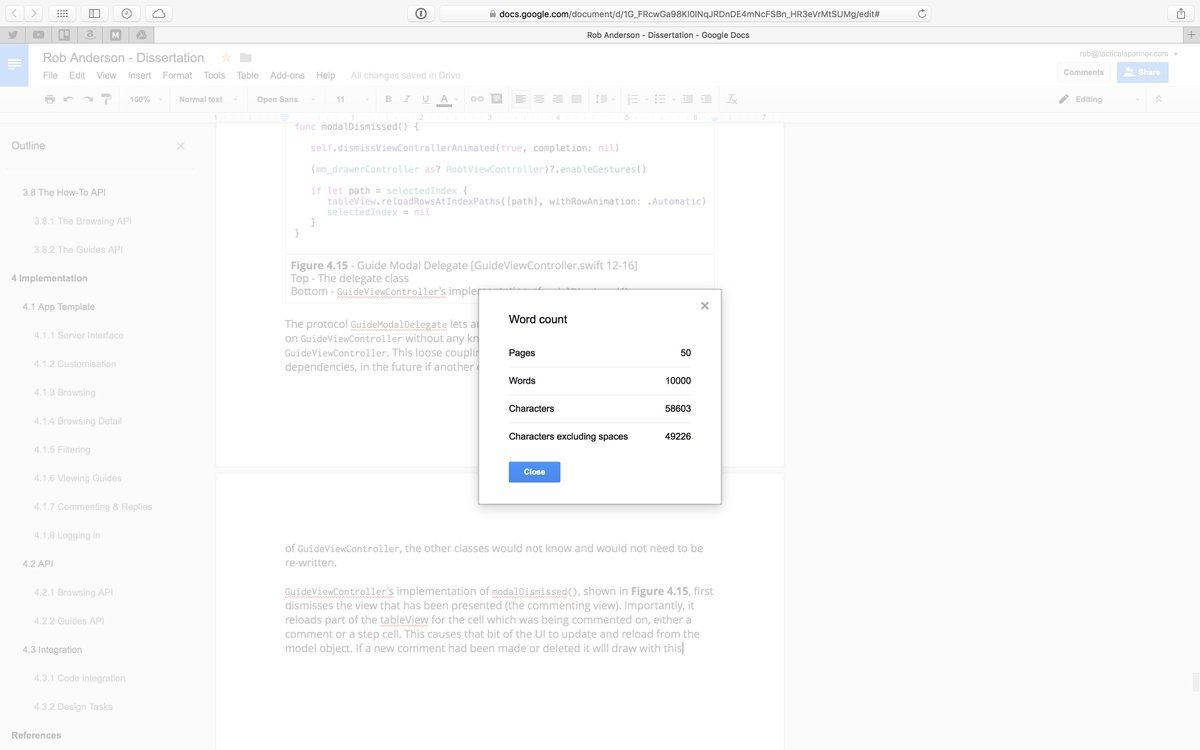 docs.google.com/document/d/1G_FRcwGa98Kl0lNqJRDnDE4mNcFSBn_HR3eVrMtSUMg/edit#
Rob Anderson - Dissertation - Google Docs
Rob Anderson - Dissertation
rob@tacticalspanner.com
File Edit View Insert Format Tools Table Add-ons Help All changes saved in Drive
Comments Share
100% Normal text Open Sans 11 B I U A Editing
1 1 2 3 4 5 6 7
Outline
3.8 The How-To API
3.8.1 The Browsing API
3.8.2 The Guides API
4 Implementation
4.1 App Template
4.1.1 Server Interface
4.1.2 Customisation
4.1.3 Browsing
4.1.4 Browsing Detail
4.1.5 Filtering
4.1.6 Viewing Guides
4.1.7 Commenting & Replies
4.1.8 Logging in
4.2 API
4.2.1 Browsing API
4.2.2 Guides API
4.3 Integration
4.3.1 Code integration
4.3.2 Design Tasks
References
func modalDismissed() {
self.dismissViewControllerAnimated(true, completion: nil)
(mm_drawerController as? RootViewController)?.enableGestures()
if let path = selectedIndex {
tableView.reloadRowsAtIndexPaths([path], withRowAnimation: .Automatic)
selectedIndex = nil
}
}
Figure 4.15 - Guide Modal Delegate [GuideViewController.swift 12-16]
Top - The delegate class
Bottom - GuideViewController's
The protocol GuideModalDelegate lets
on GuideViewController without any
GuideViewController. This loose
dependencies, in the future if another
Word count
Pages 50
Words 10000
Characters 58603
Characters excluding spaces 49226
Close
of GuideViewController, the other classes would not know and would not need to be
re-written.
GuideViewController's implementation of modalDismissed(), shown in Figure 4.15, first
dismisses the view that has been presented (the commenting view). Importantly, it
reloads part of the tableView for the cell which was being commented on, either a
comment or a step cell. This causes that bit of the UI to update and reload from the
model object. If a new comment had been made or deleted it will draw with this